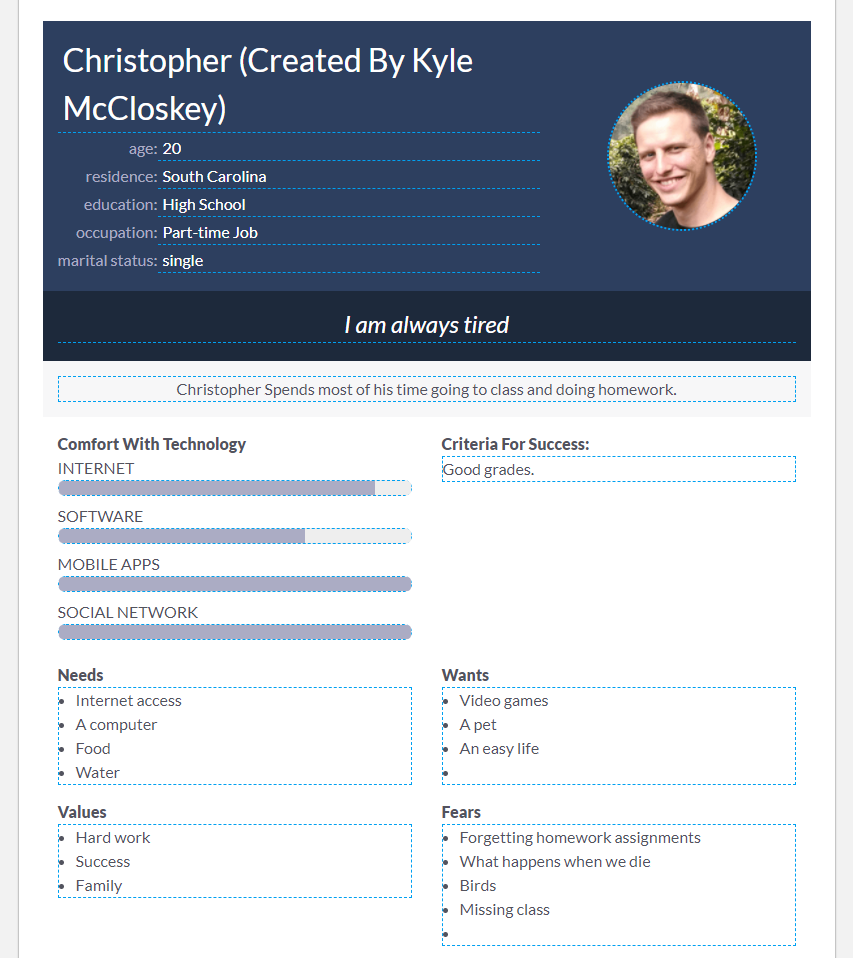 Christopher (Created By Kyle
McCloskey)
age: 20
residence: South Carolina
education: High School
occupation: Part-time Job
marital status: single
I am always tired
Christopher Spends most of his time going to class and doing homework.
Comfort With Technology
INTERNET
SOFTWARE
MOBILE APPS
SOCIAL NETWORK
Criteria For Success:
Good grades.
Needs
Internet access
A computer
Food
Water
Wants
Video games
A pet
An easy life
Values
Hard work
Success
Family
Fears
Forgetting homework assignments
What happens when we die
Birds
Missing class